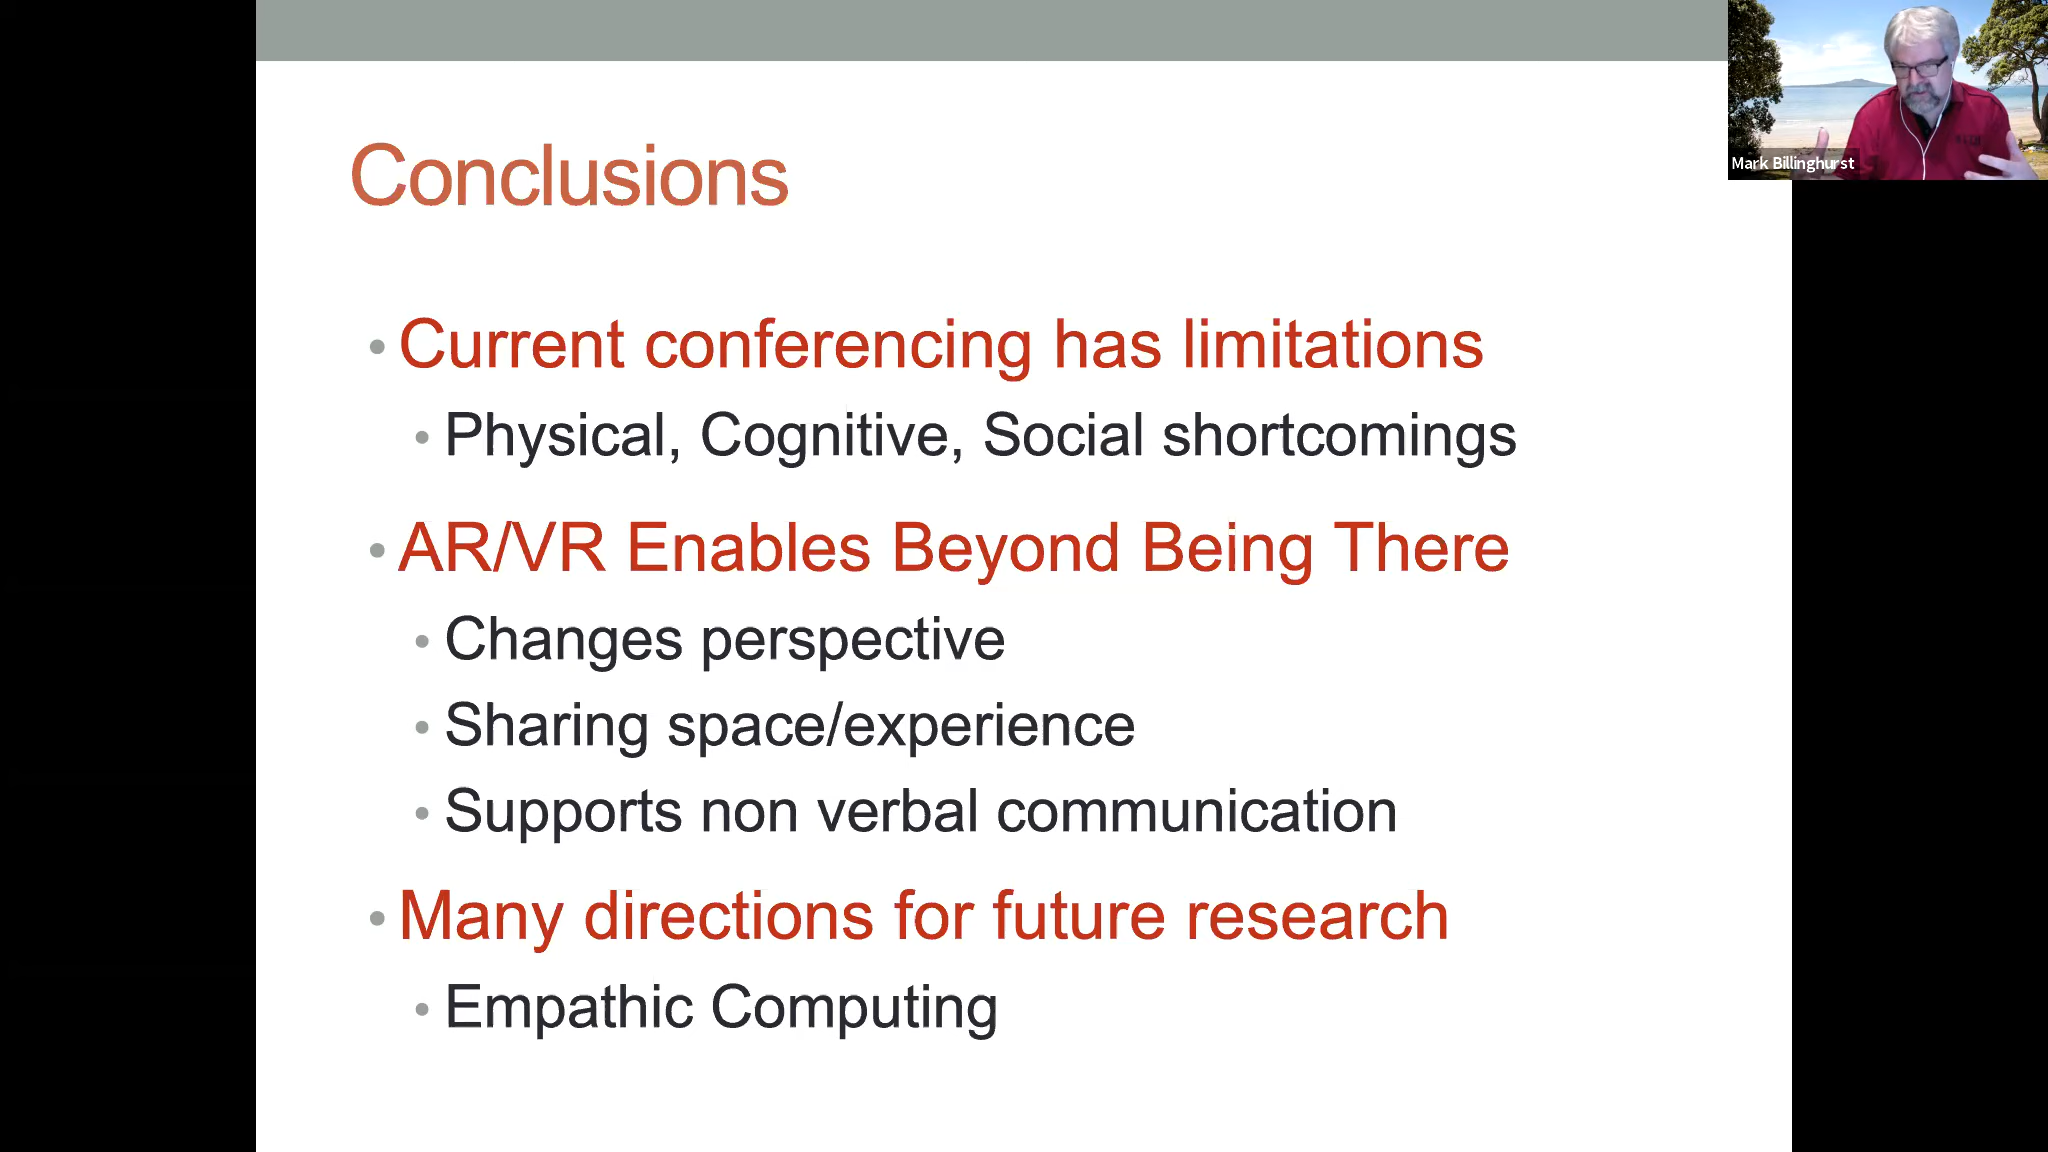 Mark Billinghurst
Conclusions
• Current conferencing has limitations
• Physical, Cognitive, Social shortcomings
• AR/VR Enables Beyond Being There
• Changes perspective
• Sharing space/experience
• Supports non verbal communication
• Many directions for future research
• Empathic Computing